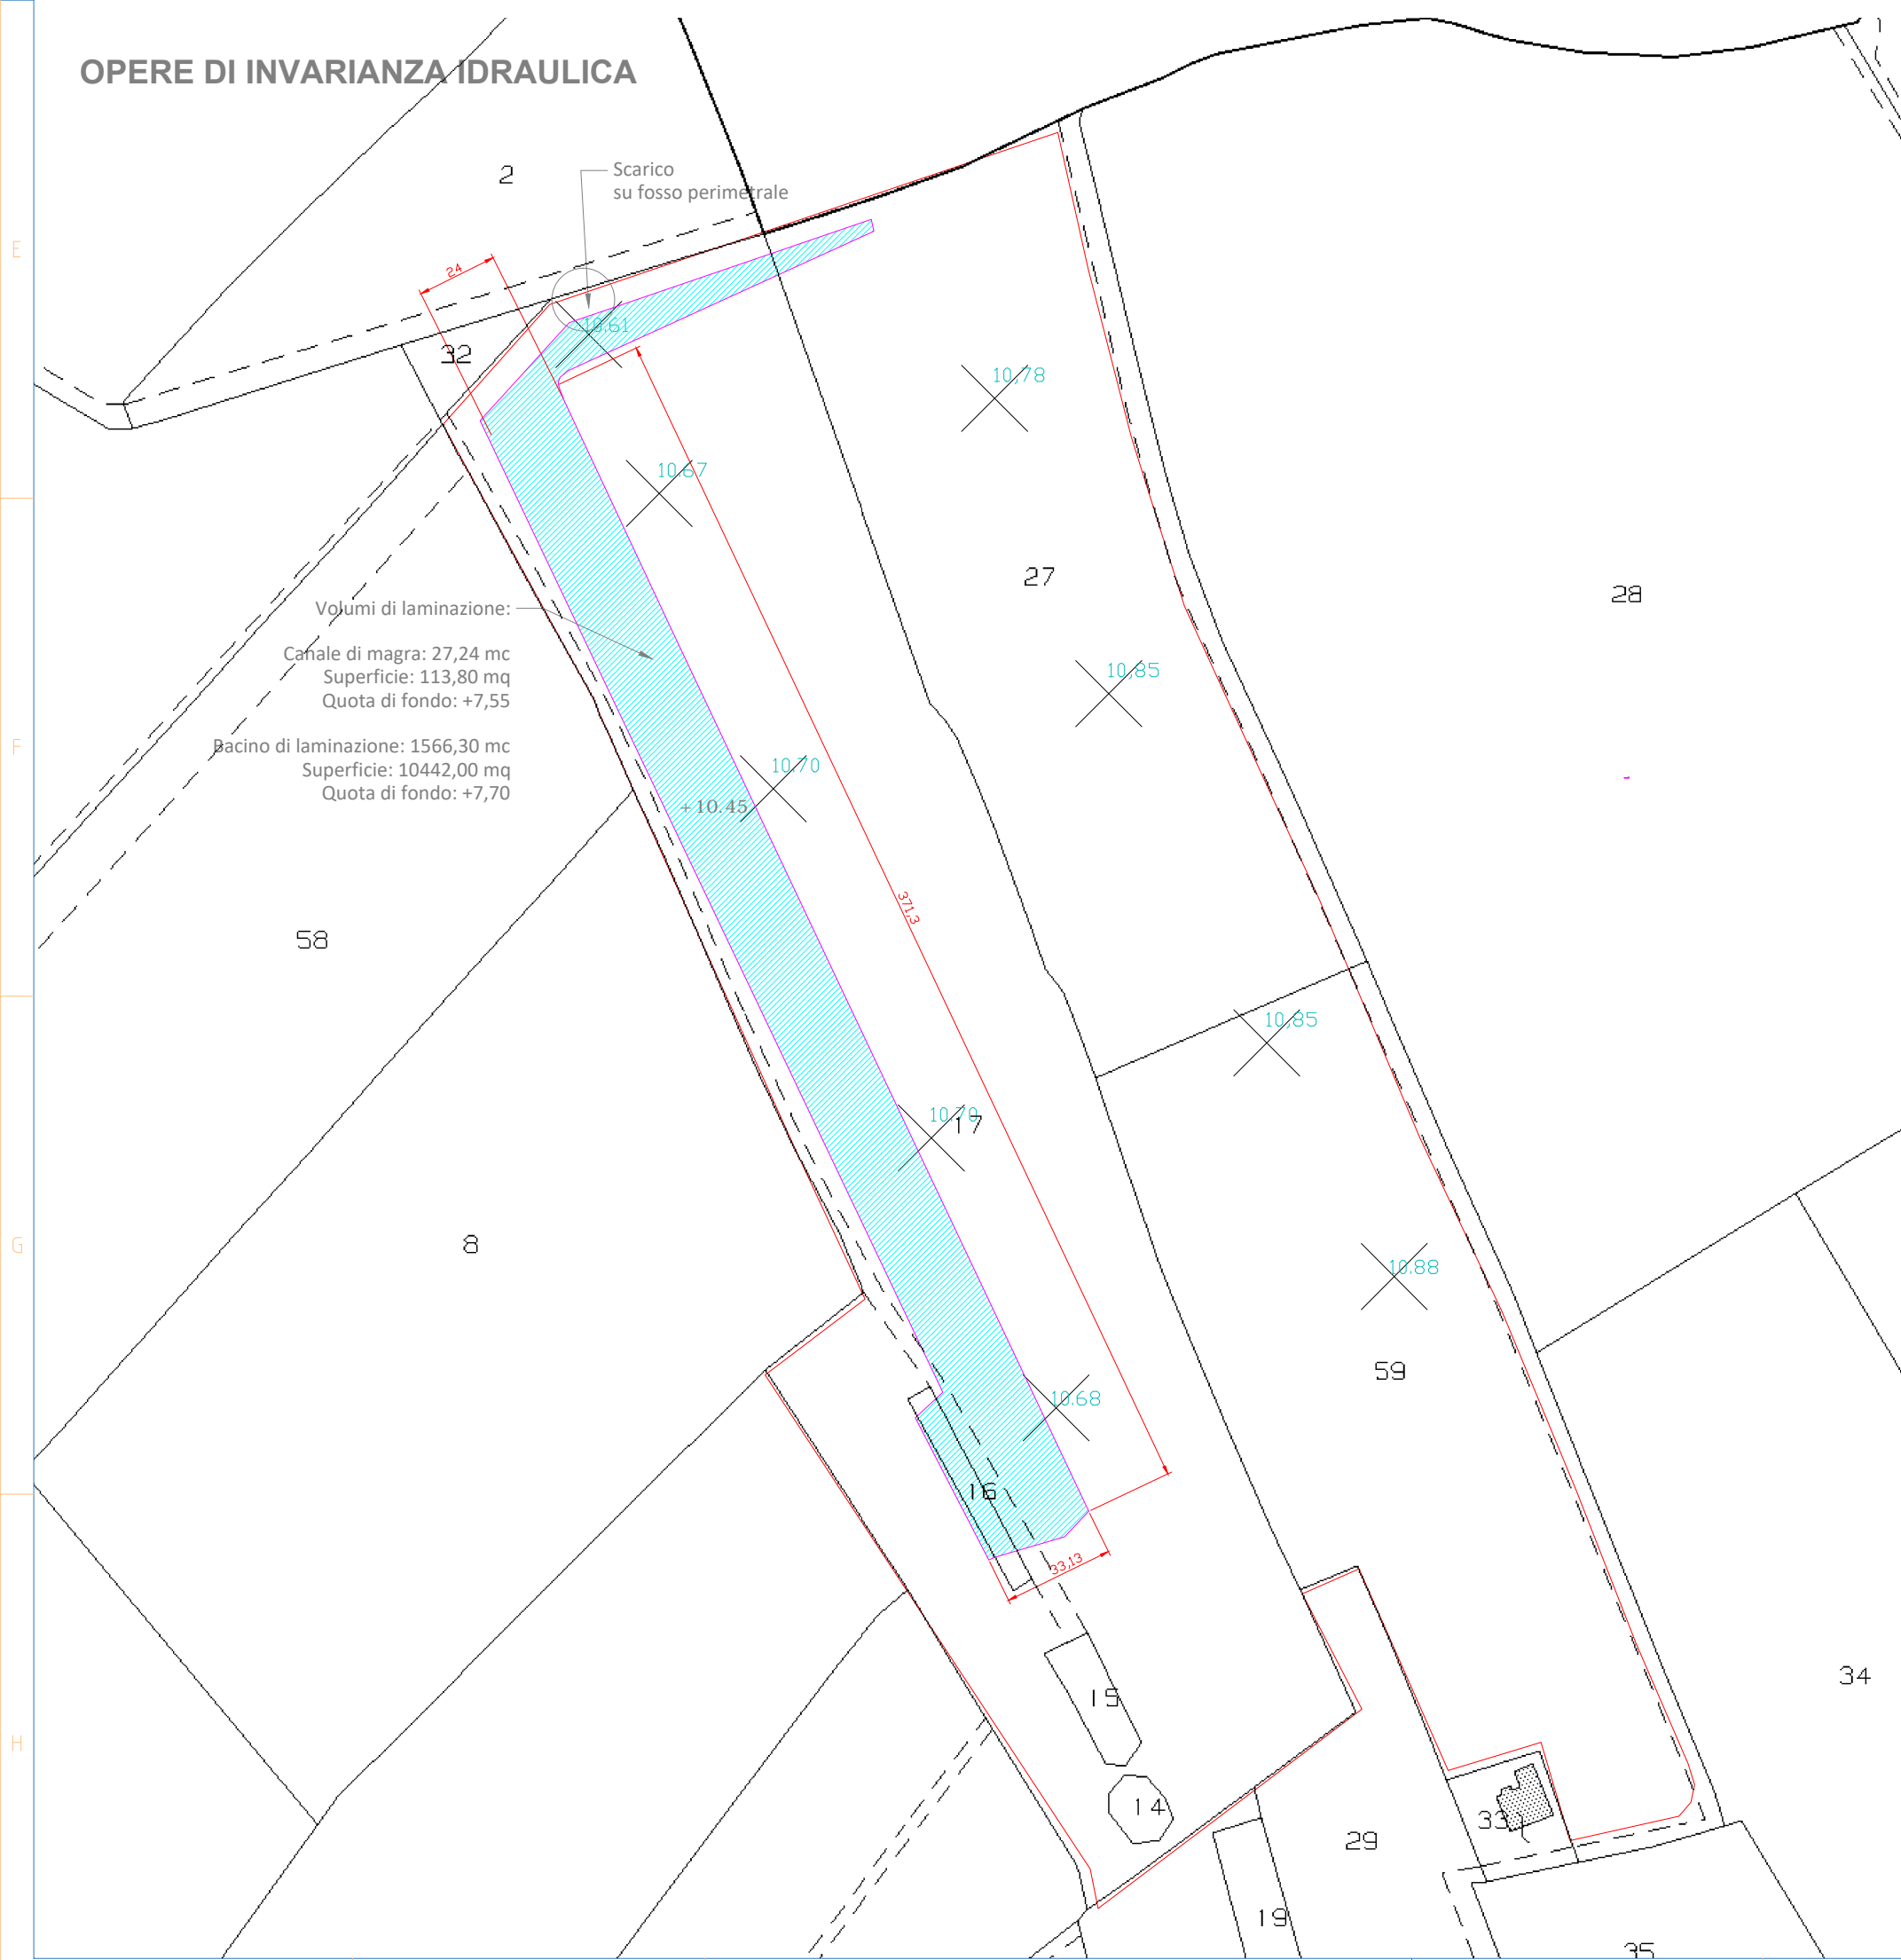 OPERE DI INVARIANZA IDRAULICA
2
Scarico
su fosso perimetrale
E
24
10.61
32
10,78
10.67
27
28
Volumi di laminazione:
Canale di magra: 27,24 mc
Superficie: 113,80 mq
Quota di fondo: +7,55
10,85
F
Bacino di laminazione: 1566,30 mc
Superficie: 10442,00 mq
Quota di fondo: +7,70
10.70
+10.45
371,3
58
10,85
10.70
17
G
8
10.88
59
10.68
16
33,13
34
15
H
14
33
29
19
35